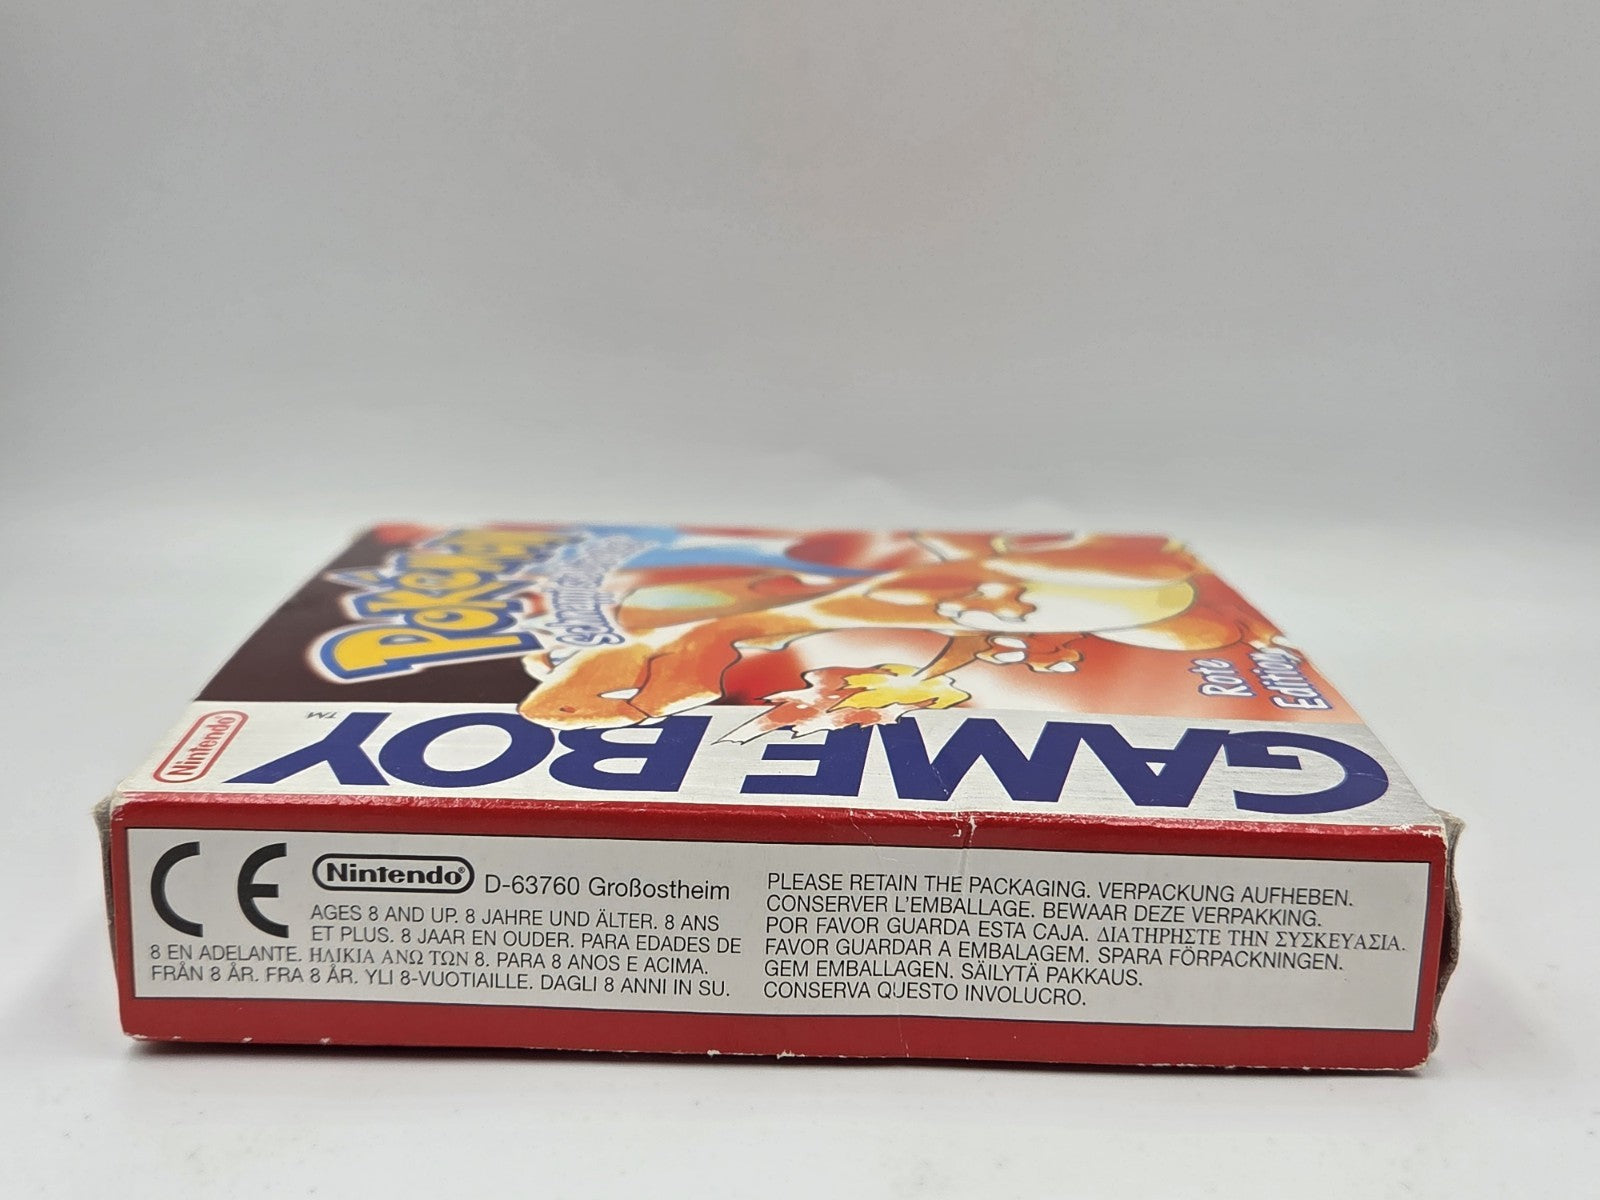 Pokémon
Schnapp sie dir alle!
Rote
Edition
Nintendo
GAME BOY
TM
CE
Nintendo
D-63760 Großostheim
AGES 8 AND UP. 8 JAHRE UND ÄLTER. 8 ANS
ET PLUS. 8 JAAR EN OUDER. PARA EDADES DE
8 EN ADELANTE. ΗΛΙΚΙΑ ΑΝΩ ΤΩΝ 8. PARA 8 ANOS E ACIMA.
FRÅN 8 ÅR. FRA 8 ÅR. YLI 8-VUOTIAILLE. DAGLI 8 ANNI IN SU.
PLEASE RETAIN THE PACKAGING. VERPACKUNG AUFHEBEN.
CONSERVER L'EMBALLAGE. BEWAAR DEZE VERPAKKING.
POR FAVOR GUARDA ESTA CAJA. ΔΙΑΤΗΡΗΣΤΕ ΤΗΝ ΣΥΣΚΕΥΑΣΙΑ.
FAVOR GUARDAR A EMBALAGEM. SPARA FÖRPACKNINGEN.
GEM EMBALLAGEN. SÄILYTÄ PAKKAUS.
CONSERVA QUESTO INVOLUCRO.